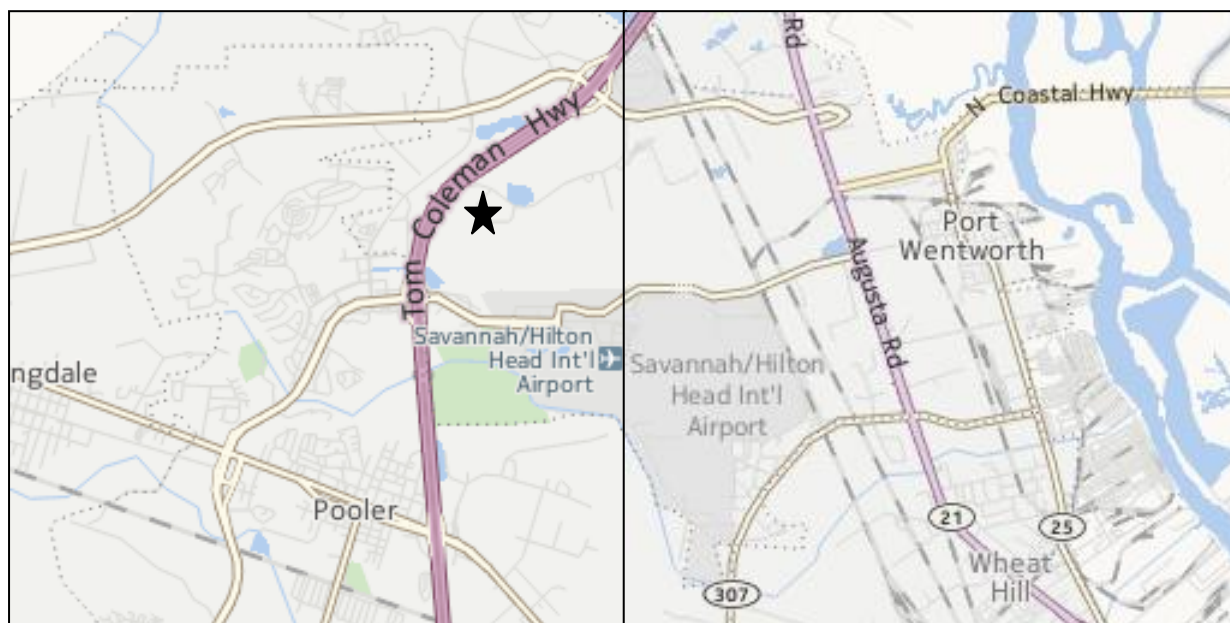 Rd
Coastal Hwy
N
Tom Coleman Hwy
Port
Wentworth
Augusta Rd
Savannah/Hilton
Head Int'l
Airport
Savannah/Hilton
Head Int'l
Airport
ngdale
Pooler
21
25
Wheat
Hill
307